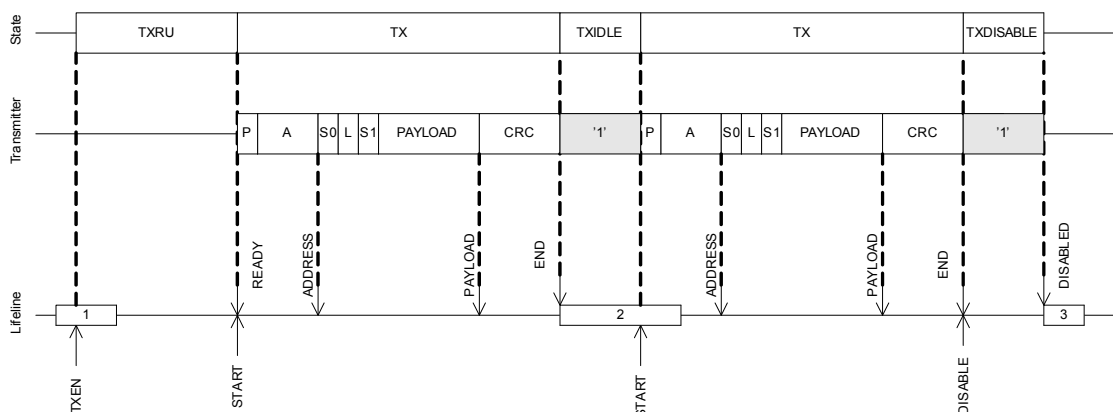 State
TXRU TX TXIDLE TX TXDISABLE
Transmitter
P A S0 L S1 PAYLOAD CRC '1' P A S0 L S1 PAYLOAD CRC '1'
READY
ADDRESS
PAYLOAD
END
ADDRESS
PAYLOAD
END
DISABLED
Lifeline
1 2 3
TXEN
START
START
DISABLE